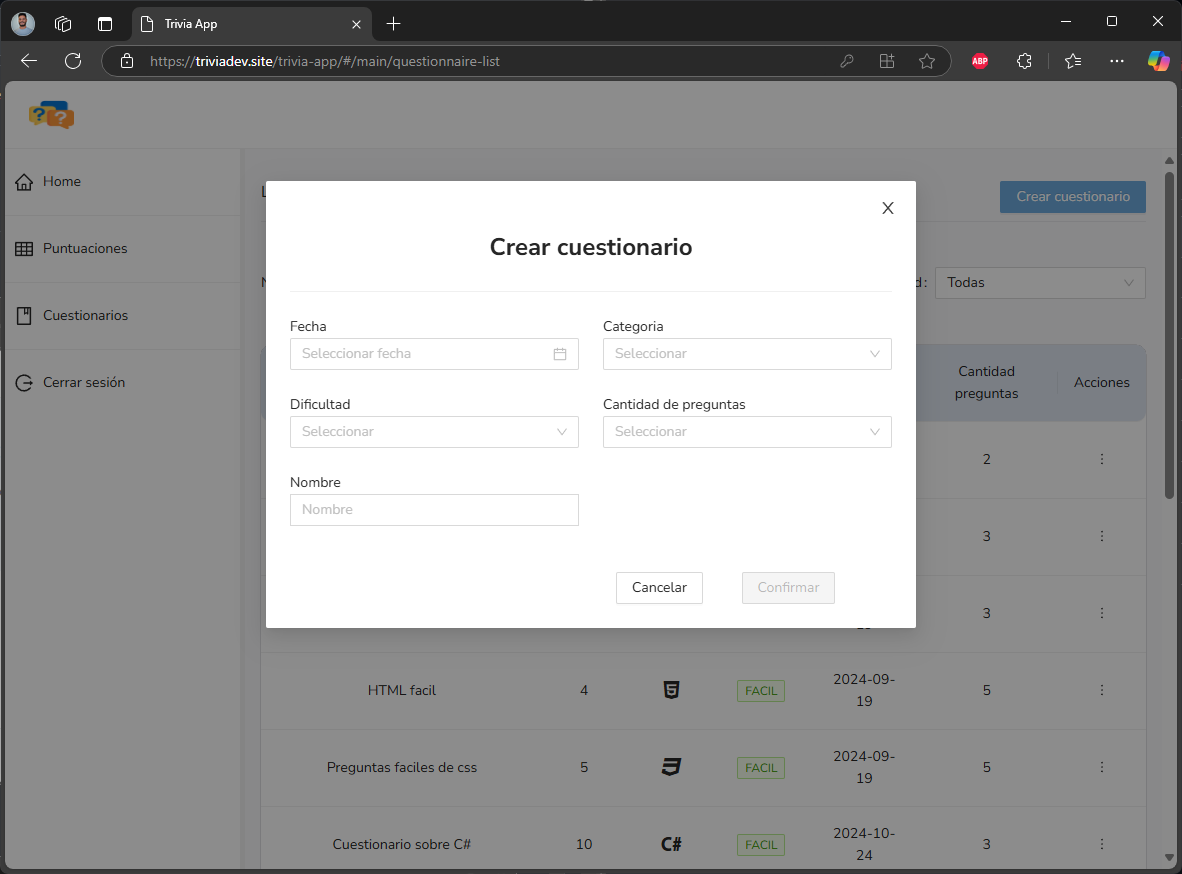 Trivia App
https://triviadev.site/trivia-app/#/main/questionnaire-list
ABP
? ?
Home
Puntuaciones
Cuestionarios
Cerrar sesión
Crear cuestionario
Todas
Crear cuestionario
Fecha
Categoria
Seleccionar fecha
Seleccionar
Dificultad
Cantidad de preguntas
Seleccionar
Seleccionar
Nombre
Nombre
Cancelar
Confirmar
Cantidad
preguntas
Acciones
2
3
3
HTML facil
4
5
FACIL
2024-09-
19
5
Preguntas faciles de css
5
FACIL
2024-09-
19
5
Cuestionario sobre C#
10
C#
FACIL
2024-10-
24
3